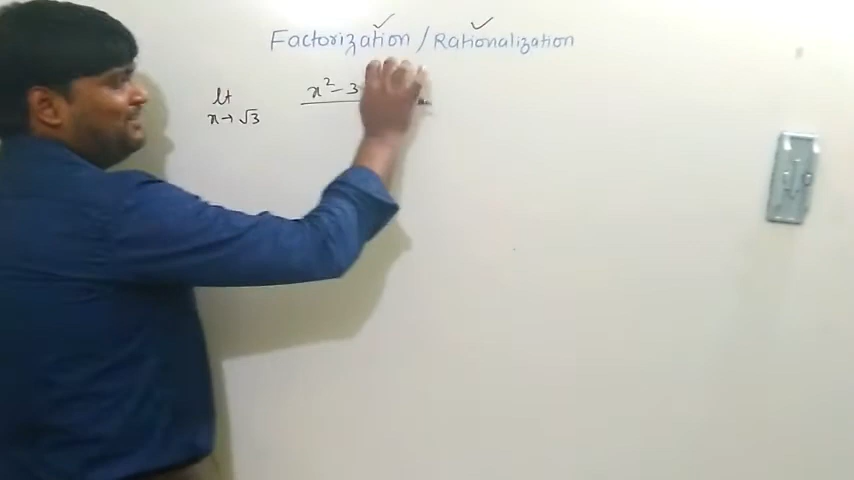 Factorization / Rationalization
lt x² - 3
x → √3